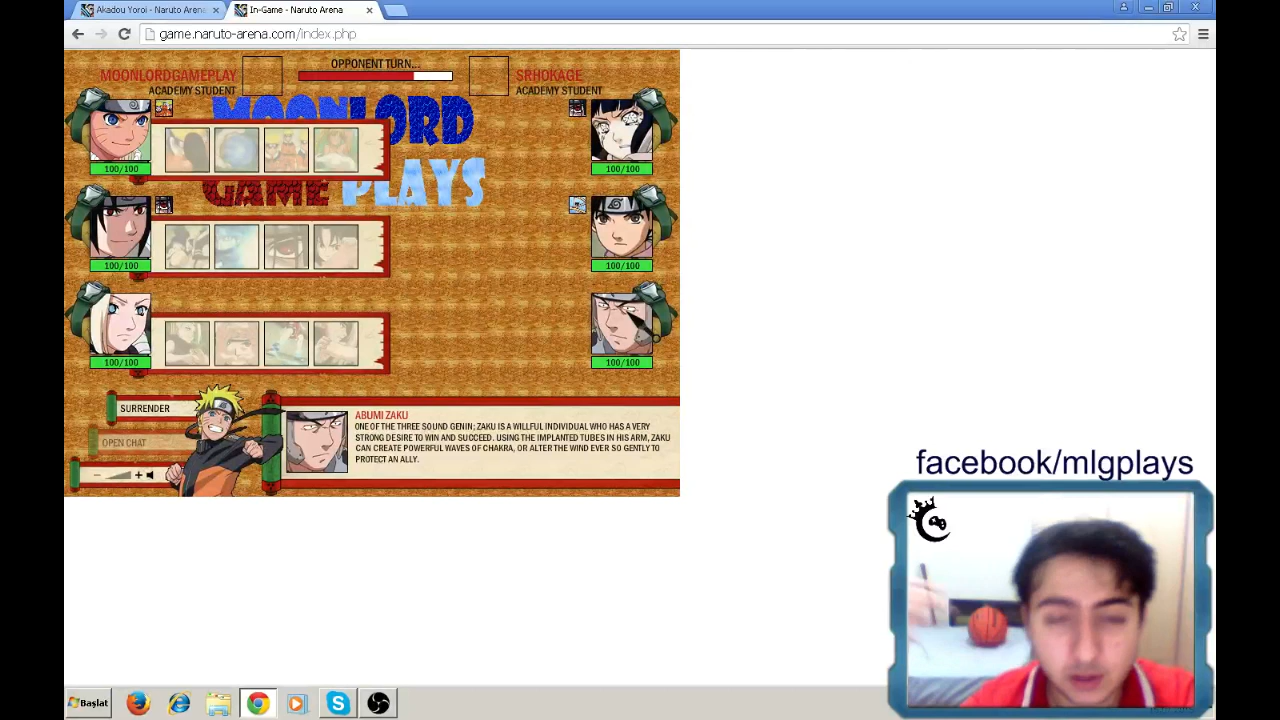 Akadou Yoroi - Naruto Arena
In-Game - Naruto Arena
game.naruto-arena.com/index.php
OPPONENT TURN...
MOONLORDGAMEPLAY
SRHOKAGE
ACADEMY STUDENT
ACADEMY STUDENT
MOONLORD
GAME PLAYS
100/100
100/100
100/100
100/100
100/100
100/100
SURRENDER
OPEN CHAT
ABUMI ZAKU
ONE OF THE THREE SOUND GENIN; ZAKU IS A WILLFUL INDIVIDUAL WHO HAS A VERY
STRONG DESIRE TO WIN AND SUCCEED. USING THE IMPLANTED TUBES IN HIS ARM, ZAKU
CAN CREATE POWERFUL WAVES OF CHAKRA, OR ALTER THE WIND EVER SO GENTLY TO
PROTECT AN ALLY.
facebook/mlgplays
Başlat